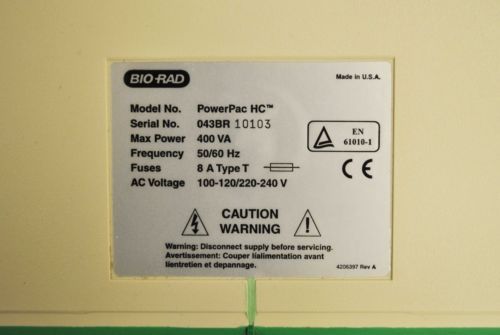 BIO-RAD
Made in U.S.A.
Model No. PowerPac HC™
Serial No. 043BR 10103
Max Power 400 VA
Frequency 50/60 Hz
Fuses 8 A Type T
AC Voltage 100-120/220-240 V
EN
61010-1
CE
CAUTION
WARNING
Warning: Disconnect supply before servicing.
Avertissement: Couper líalimentation avant
líentretien et depannage.
4206397 Rev A